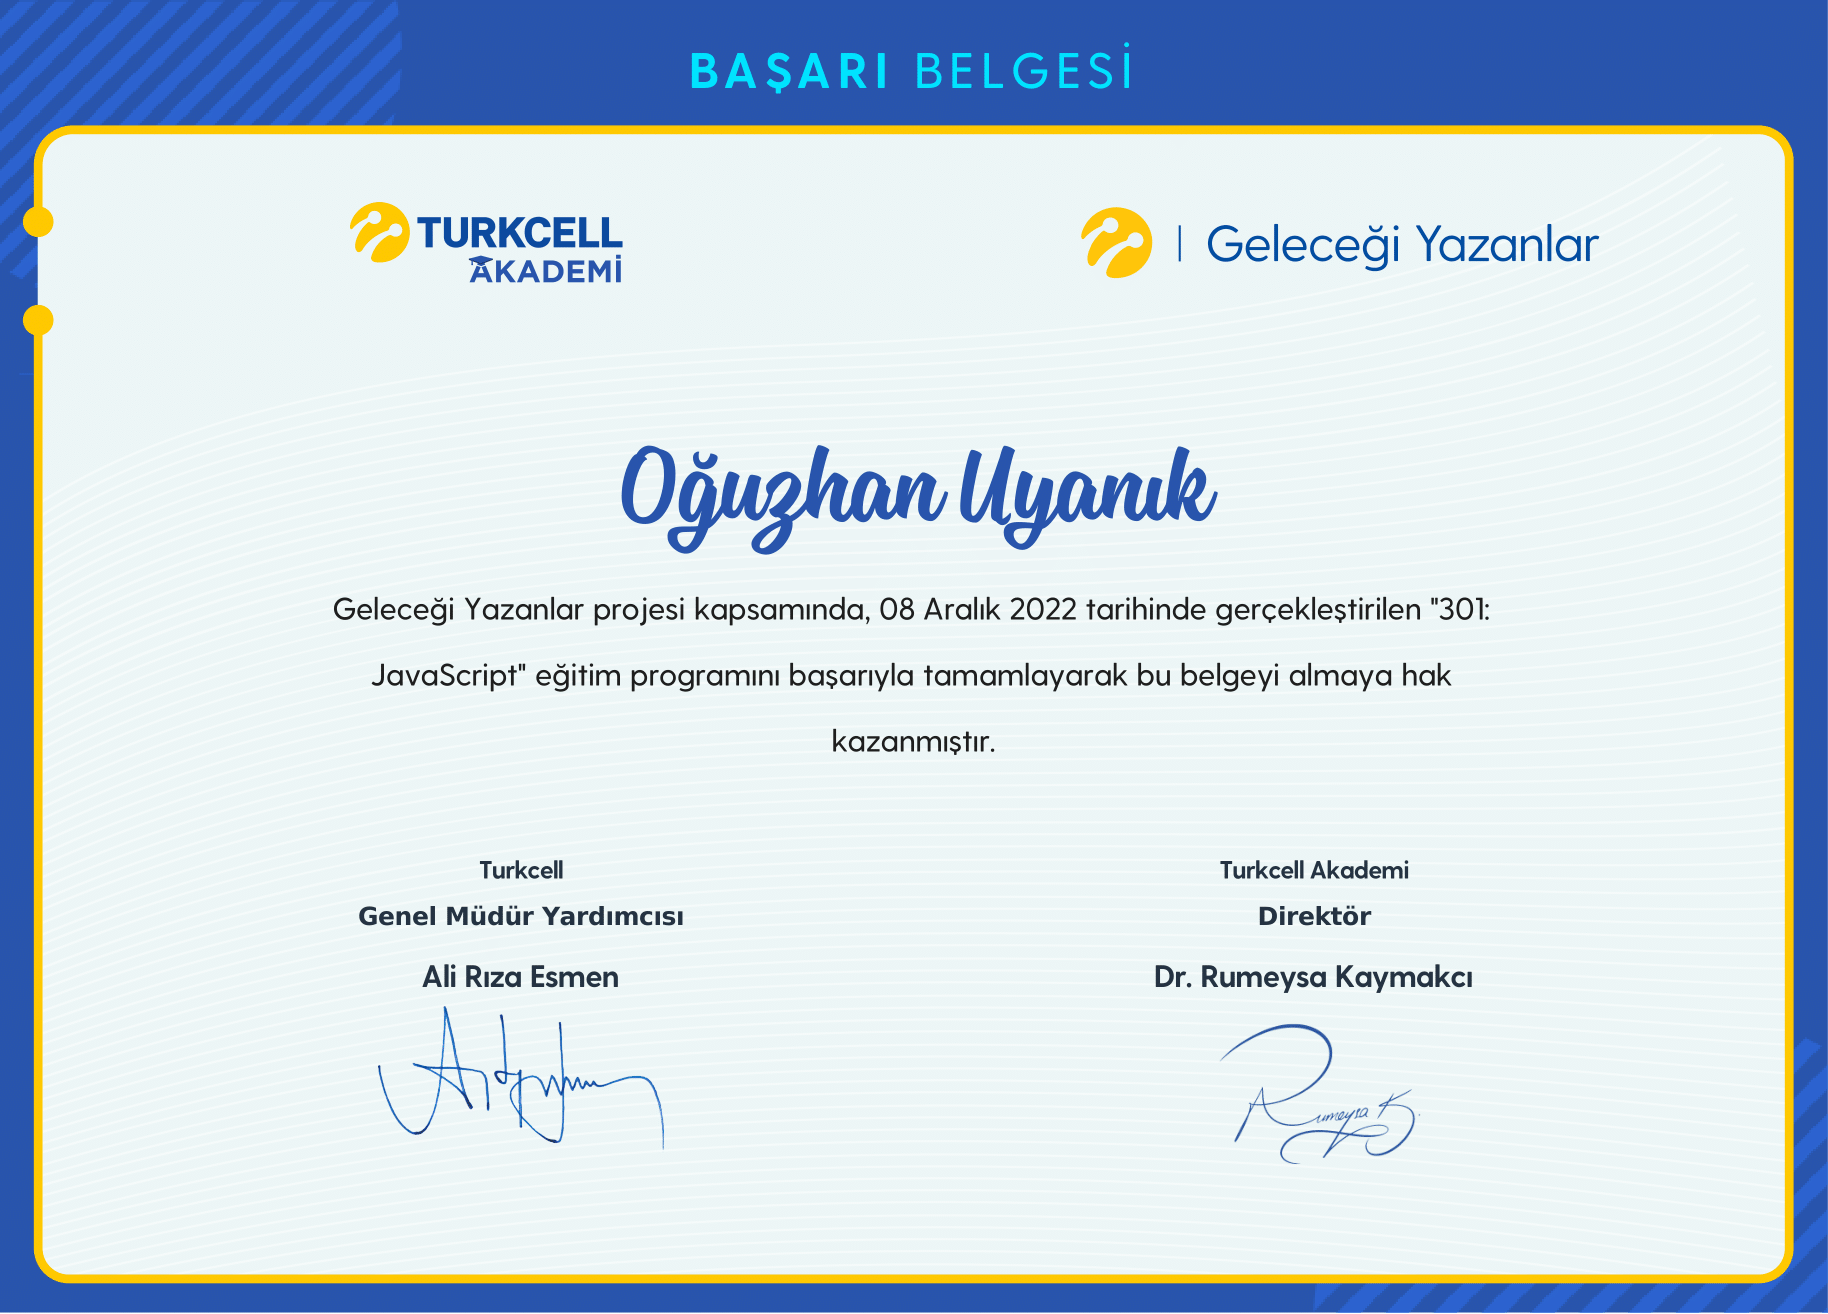 BAŞARI BELGESİ
TURKCELL
AKADEMİ
Geleceği Yazanlar
Oğuzhan Uyanık
Geleceği Yazanlar projesi kapsamında, 08 Aralık 2022 tarihinde gerçekleştirilen "301:
JavaScript" eğitim programını başarıyla tamamlayarak bu belgeyi almaya hak
kazanmıştır.
Turkcell
Genel Müdür Yardımcısı
Ali Rıza Esmen
Turkcell Akademi
Direktör
Dr. Rumeysa Kaymakcı
Rumeysa K.